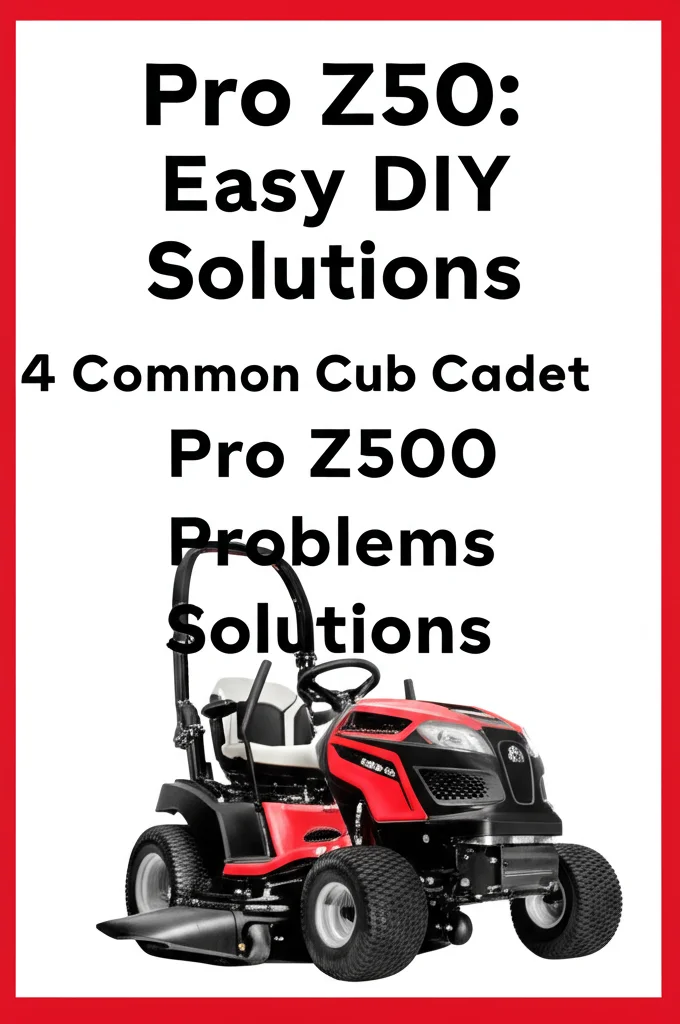 Pro Z50:
Easy DIY
Solutions
4 Common Cub Cadet
Pro Z500
Problems
Solutions